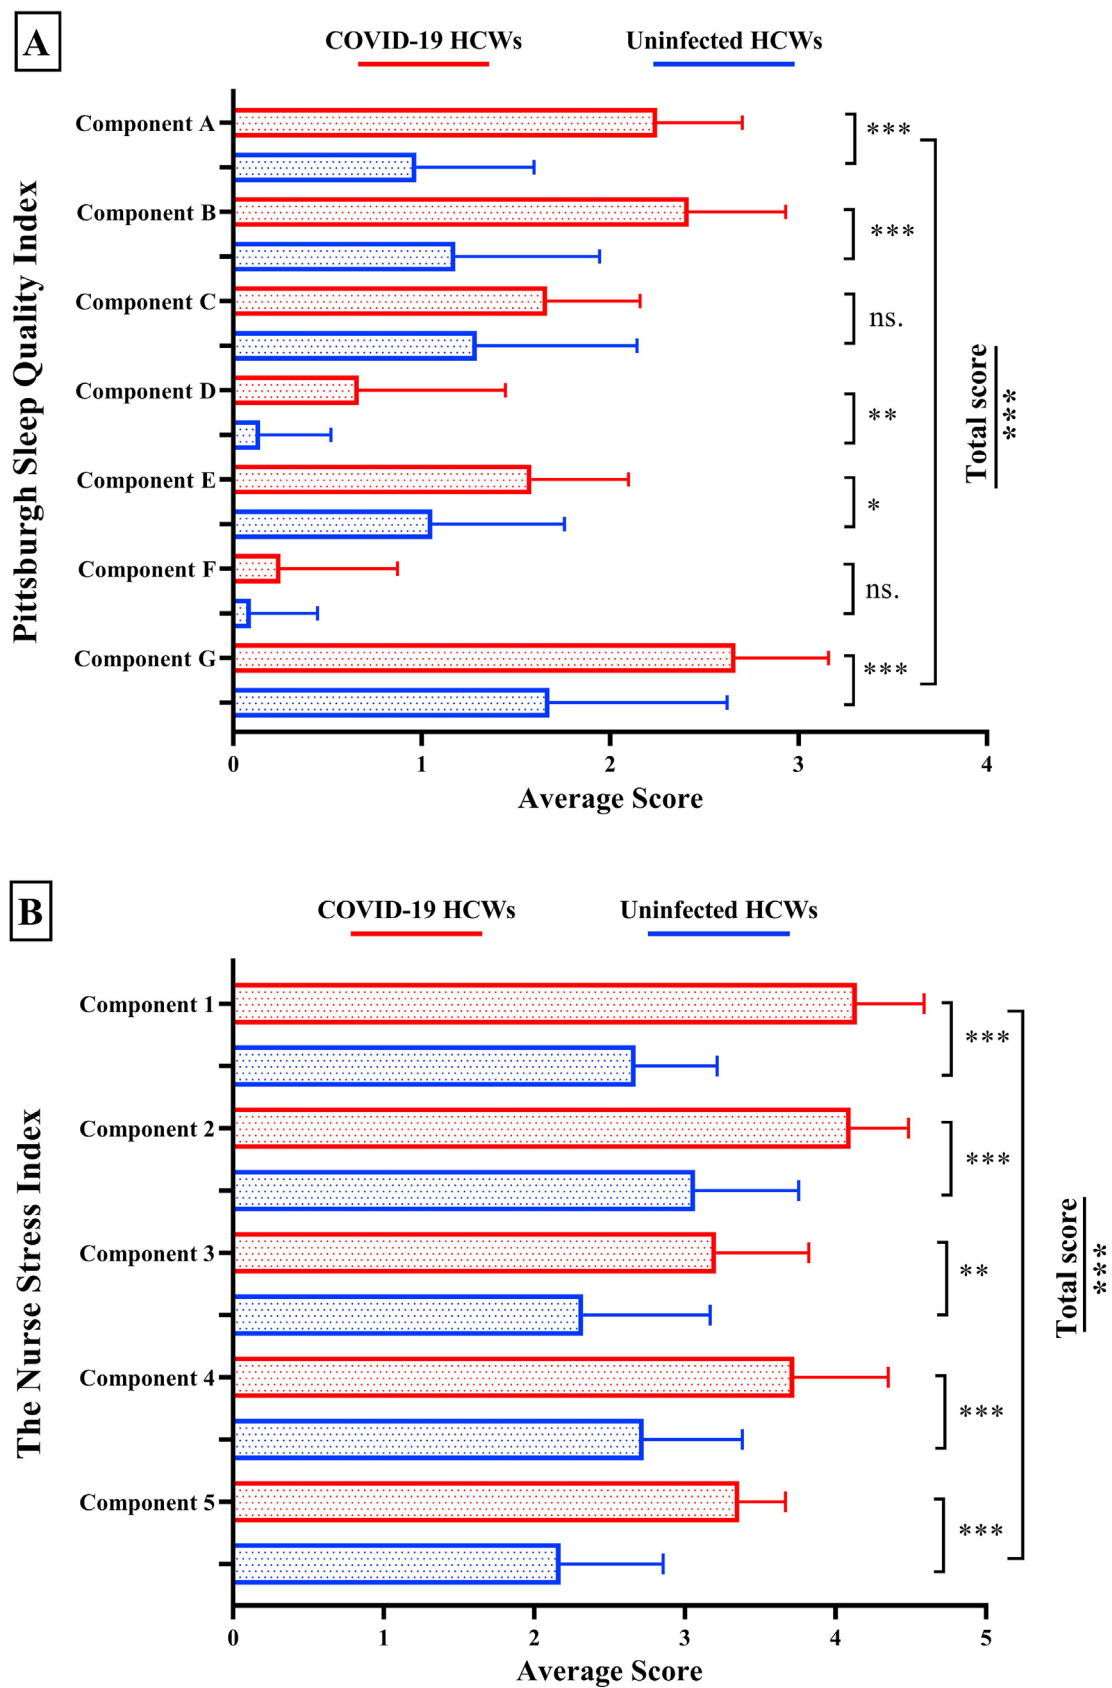 A
COVID-19 HCWs
Uninfected HCWs
Pittsburgh Sleep Quality Index
Component A
***
Component B
***
Component C
ns.
Component D
**
Component E
*
Component F
ns.
Component G
***
Total score
***
0 1 2 3 4
Average Score
B
COVID-19 HCWs
Uninfected HCWs
The Nurse Stress Index
Component 1
***
Component 2
***
Component 3
**
Component 4
***
Component 5
***
Total score
***
0 1 2 3 4 5
Average Score